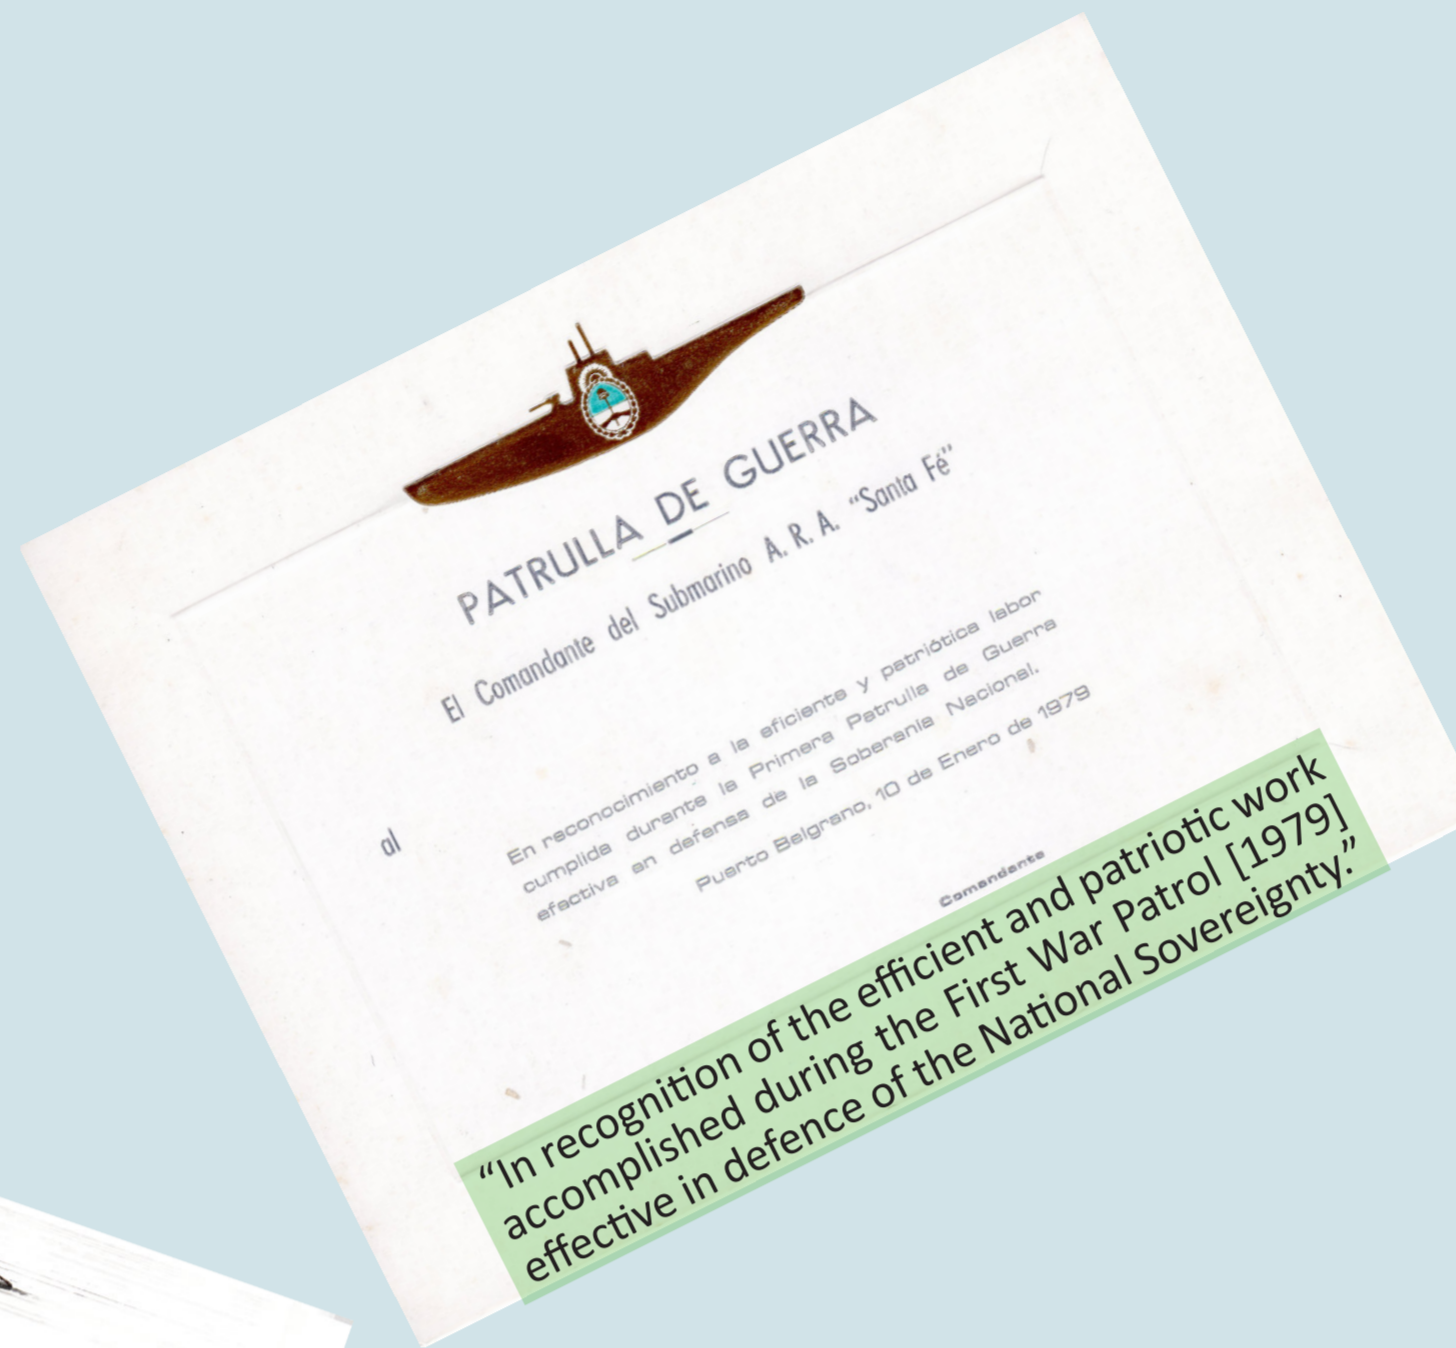 PATRULLA DE GUERRA
El Comandante del Submarino A. R. A. “Santa Fé”
al
En reconocimiento a la eficiente y patriótica labor
cumplida durante la Primera Patrulla de Guerra
efectiva en defensa de la Soberania Nacional.
Puerto Belgrano, 10 de Enero de 1979
Comandante
“In recognition of the efficient and patriotic work
accomplished during the First War Patrol [1979]
effective in defence of the National Sovereignty.”